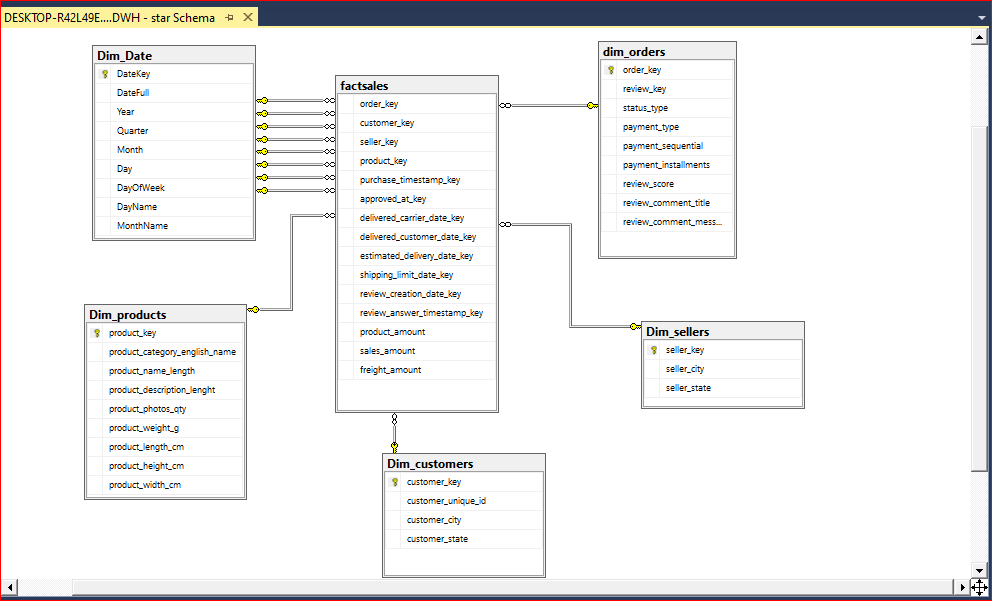 DESKTOP-R42L49E....DWH - star Schema
Dim_Date
DateKey
DateFull
Year
Quarter
Month
Day
DayOfWeek
DayName
MonthName
factsales
order_key
customer_key
seller_key
product_key
purchase_timestamp_key
approved_at_key
delivered_carrier_date_key
delivered_customer_date_key
estimated_delivery_date_key
shipping_limit_date_key
review_creation_date_key
review_answer_timestamp_key
product_amount
sales_amount
freight_amount
dim_orders
order_key
review_key
status_type
payment_type
payment_sequential
payment_installments
review_score
review_comment_title
review_comment_mess...
Dim_products
product_key
product_category_english_name
product_name_length
product_description_lenght
product_photos_qty
product_weight_g
product_length_cm
product_height_cm
product_width_cm
Dim_sellers
seller_key
seller_city
seller_state
Dim_customers
customer_key
customer_unique_id
customer_city
customer_state